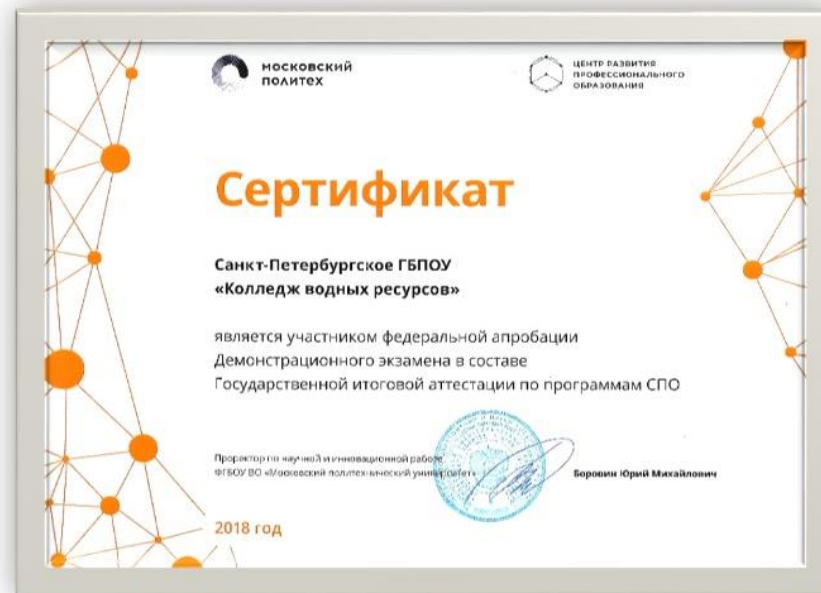 МОСКОВСКИЙ
ПОЛИТЕХ
ЦЕНТР РАЗВИТИЯ
ПРОФЕССИОНАЛЬНОГО
ОБРАЗОВАНИЯ
Сертификат
Санкт-Петербургское ГБПОУ
«Колледж водных ресурсов»
является участником федеральной апробации
Демонстрационного экзамена в составе
Государственной итоговой аттестации по программам СПО
Проректор по научной и инновационной работе
ФГБОУ ВО «Московский политехнический университет»
Боровин Юрий Михайлович
2018 год